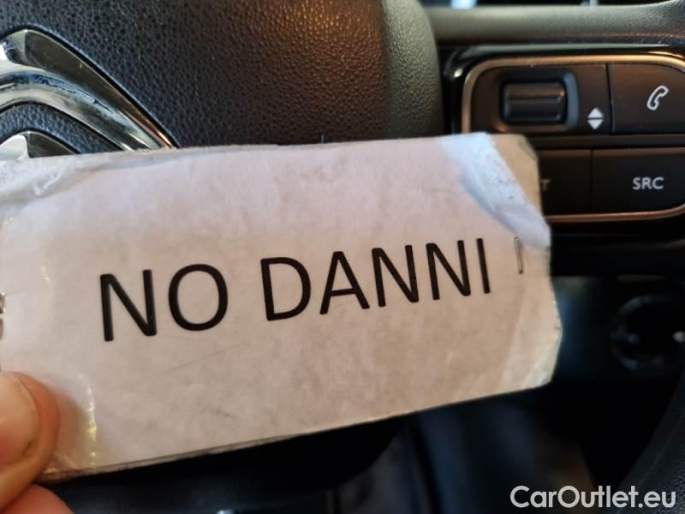 SRC
NO DANNI
CarOutlet.eu